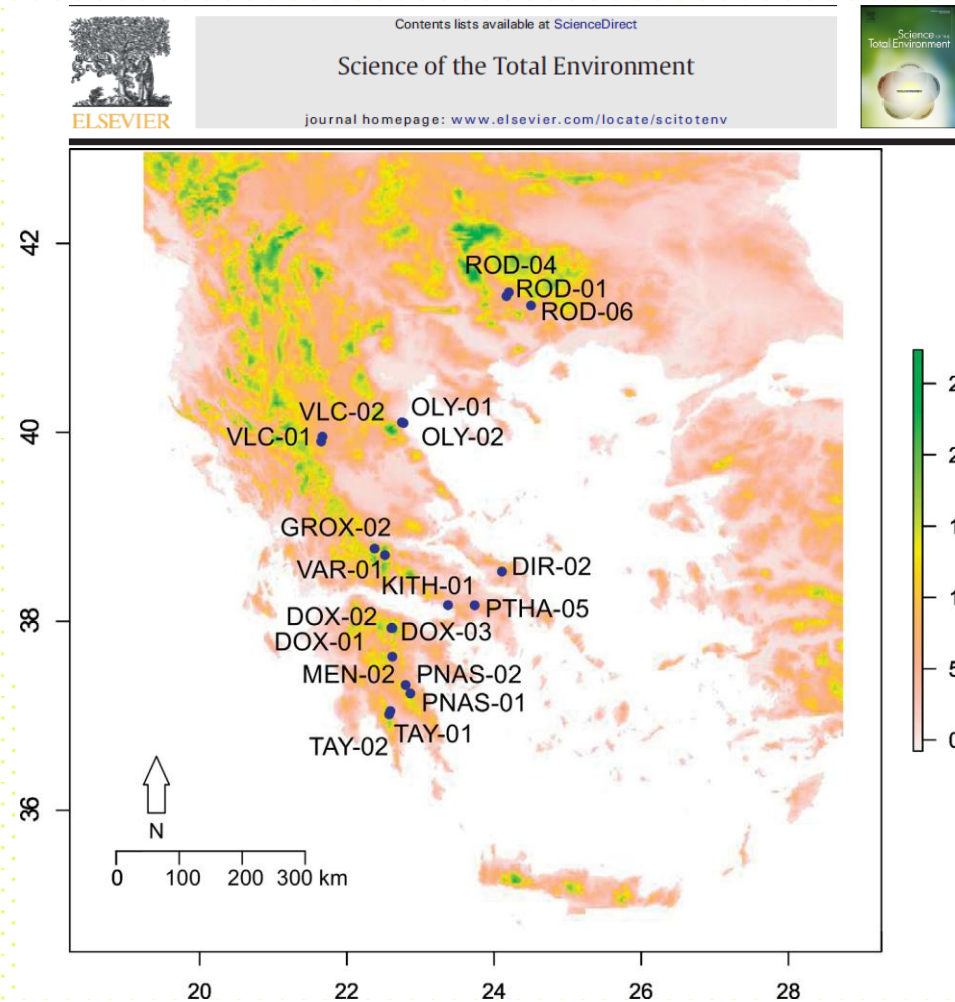 Contents lists available at ScienceDirect
Science of the Total Environment
journal homepage: www.elsevier.com/locate/scitotenv
ELSEVIER
Science OF THE
Total Environment
42
40
38
36
ROD-04
ROD-01
ROD-06
VLC-02
OLY-01
VLC-01
OLY-02
GROX-02
VAR-01
DIR-02
KITH-01
PTHA-05
DOX-02
DOX-03
DOX-01
MEN-02
PNAS-02
PNAS-01
TAY-01
TAY-02
N
0 100 200 300 km
20 22 24 26 28